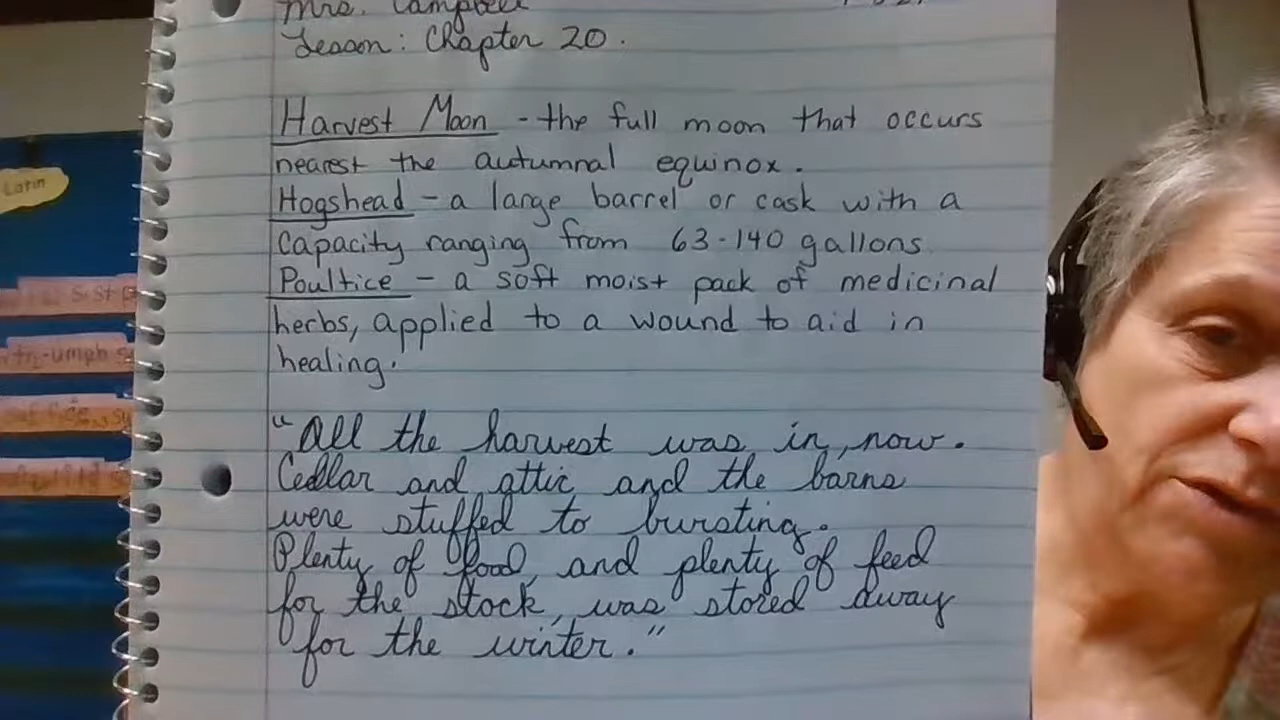 Mrs. Campbell
Lesson: Chapter 20.
Harvest Moon - the full moon that occurs
nearest the autumnal equinox.
Hogshead - a large barrel or cask with a
capacity ranging from 63-140 gallons.
Poultice - a soft moist pack of medicinal
herbs, applied to a wound to aid in
healing.
"All the harvest was in, now.
Cellar and attic and the barns
were stuffed to bursting.
Plenty of food, and plenty of feed
for the stock, was stored away
for the winter."
Latin